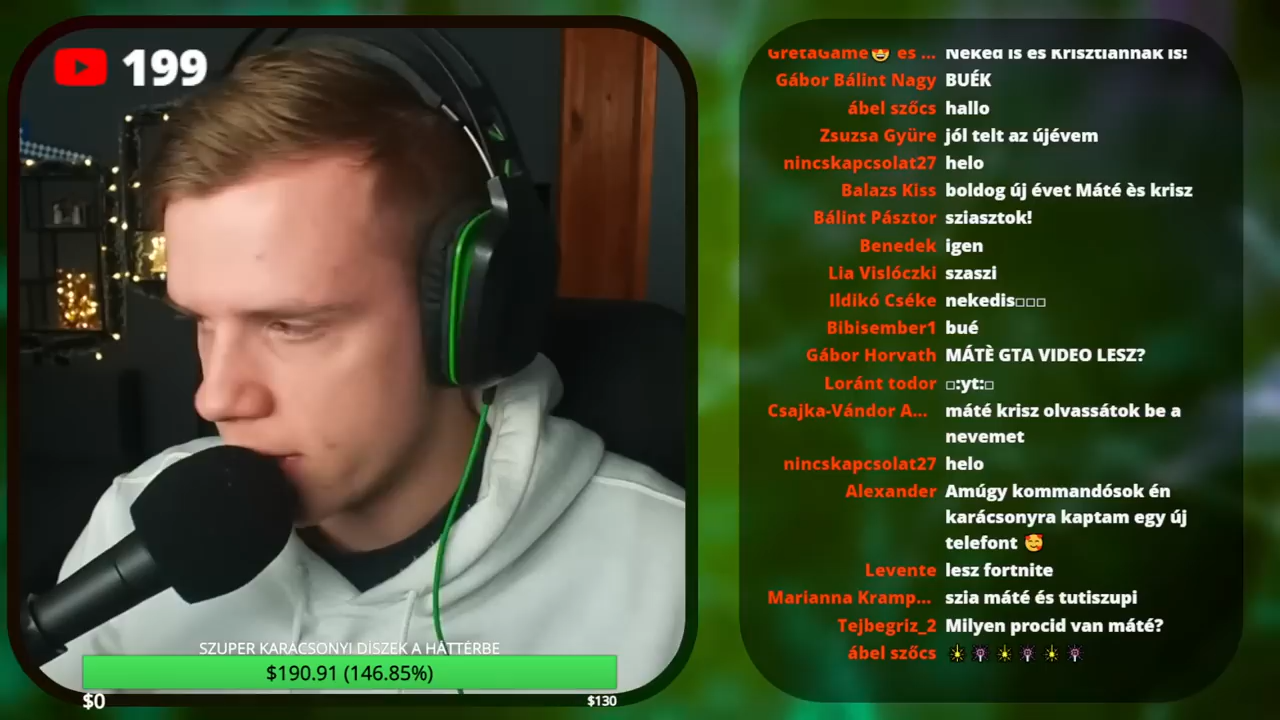 199
GretaGame🤩 és ... Neked is és Krisztiánnak is!
Gábor Bálint Nagy BUÉK
ábel szőcs hallo
Zsuzsa Gyüre jól telt az újévem
nincskapcsolat27 helo
Balazs Kiss boldog új évet Máté ès krisz
Bálint Pásztor sziasztok!
Benedek igen
Lia Vislóczki szaszi
Ildikó Cséke nekedis□□□
Bibisember1 bué
Gábor Horvath MÁTÈ GTA VIDEO LESZ?
Loránt todor □:yt:□
Csajka-Vándor A... máté krisz olvassátok be a
nevemet
nincskapcsolat27 helo
Alexander Amúgy kommandósok én
karácsonyra kaptam egy új
telefont 🥰
Levente lesz fortnite
Marianna Kramp... szia máté és tutiszupi
Tejbegriz_2 Milyen procid van máté?
ábel szőcs
SZUPER KARÁCSONYI DÍSZEK A HÁTTÉRBE
$190.91 (146.85%)
$0
$130